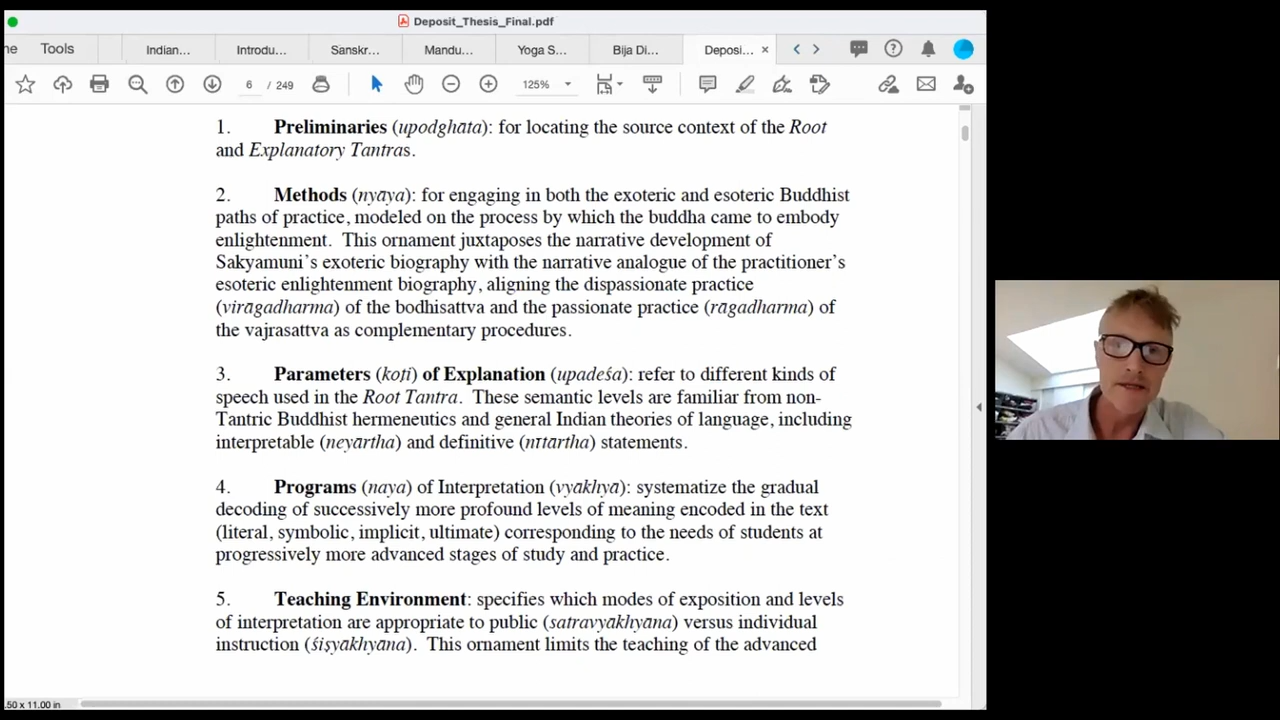 Deposit_Thesis_Final.pdf
ne Tools Indian... Introdu... Sanskr... Mandu... Yoga S... Bija Di... Deposi... ×
6 / 249 125%
1. Preliminaries (upodghāta): for locating the source context of the Root
and Explanatory Tantras.
2. Methods (nyāya): for engaging in both the exoteric and esoteric Buddhist
paths of practice, modeled on the process by which the buddha came to embody
enlightenment. This ornament juxtaposes the narrative development of
Sakyamuni’s exoteric biography with the narrative analogue of the practitioner’s
esoteric enlightenment biography, aligning the dispassionate practice
(virāgadharma) of the bodhisattva and the passionate practice (rāgadharma) of
the vajrasattva as complementary procedures.
3. Parameters (koṭi) of Explanation (upadeśa): refer to different kinds of
speech used in the Root Tantra. These semantic levels are familiar from non-
Tantric Buddhist hermeneutics and general Indian theories of language, including
interpretable (neyārtha) and definitive (nītārtha) statements.
4. Programs (naya) of Interpretation (vyākhyā): systematize the gradual
decoding of successively more profound levels of meaning encoded in the text
(literal, symbolic, implicit, ultimate) corresponding to the needs of students at
progressively more advanced stages of study and practice.
5. Teaching Environment: specifies which modes of exposition and levels
of interpretation are appropriate to public (satravyākhyāna) versus individual
instruction (śiṣyākhyāna). This ornament limits the teaching of the advanced
.50 x 11.00 in